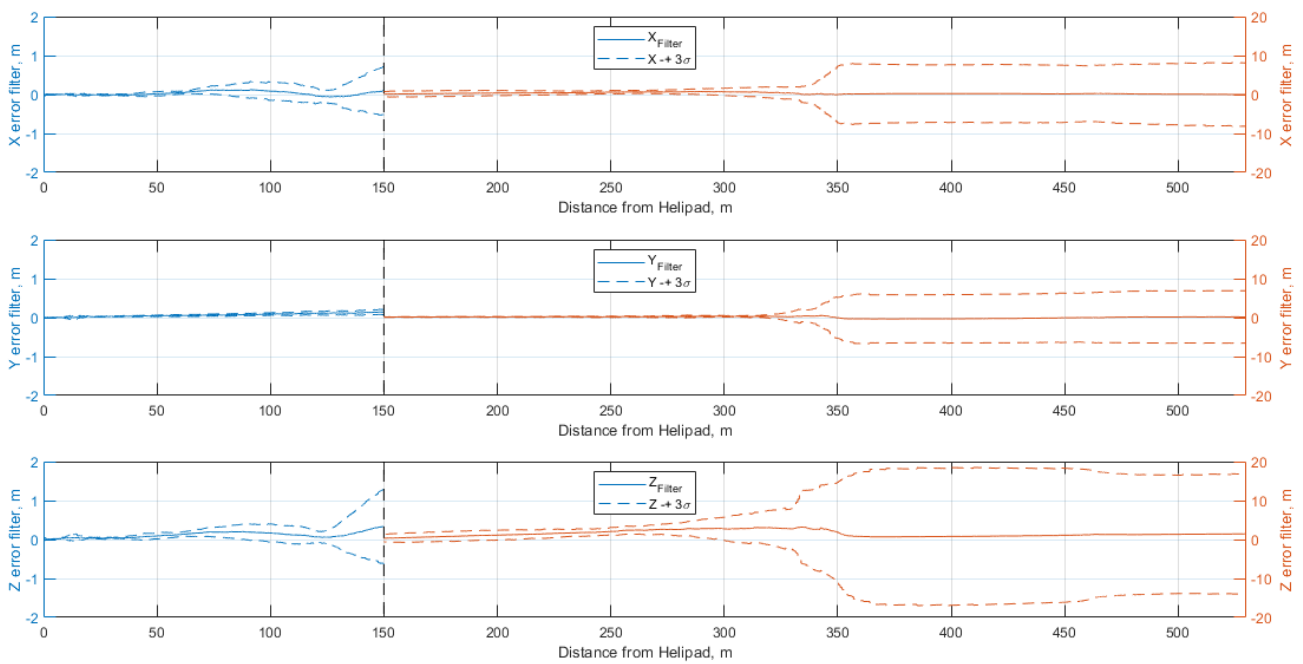 2
1
0
-1
-2
X error filter, m
X_Filter
X -+ 3σ
20
10
0
-10
-20
X error filter, m
0 50 100 150 200 250 300 350 400 450 500
Distance from Helipad, m
2
1
0
-1
-2
Y error filter, m
Y_Filter
Y -+ 3σ
20
10
0
-10
-20
Y error filter, m
0 50 100 150 200 250 300 350 400 450 500
Distance from Helipad, m
2
1
0
-1
-2
Z error filter, m
Z_Filter
Z -+ 3σ
20
10
0
-10
-20
Z error filter, m
0 50 100 150 200 250 300 350 400 450 500
Distance from Helipad, m